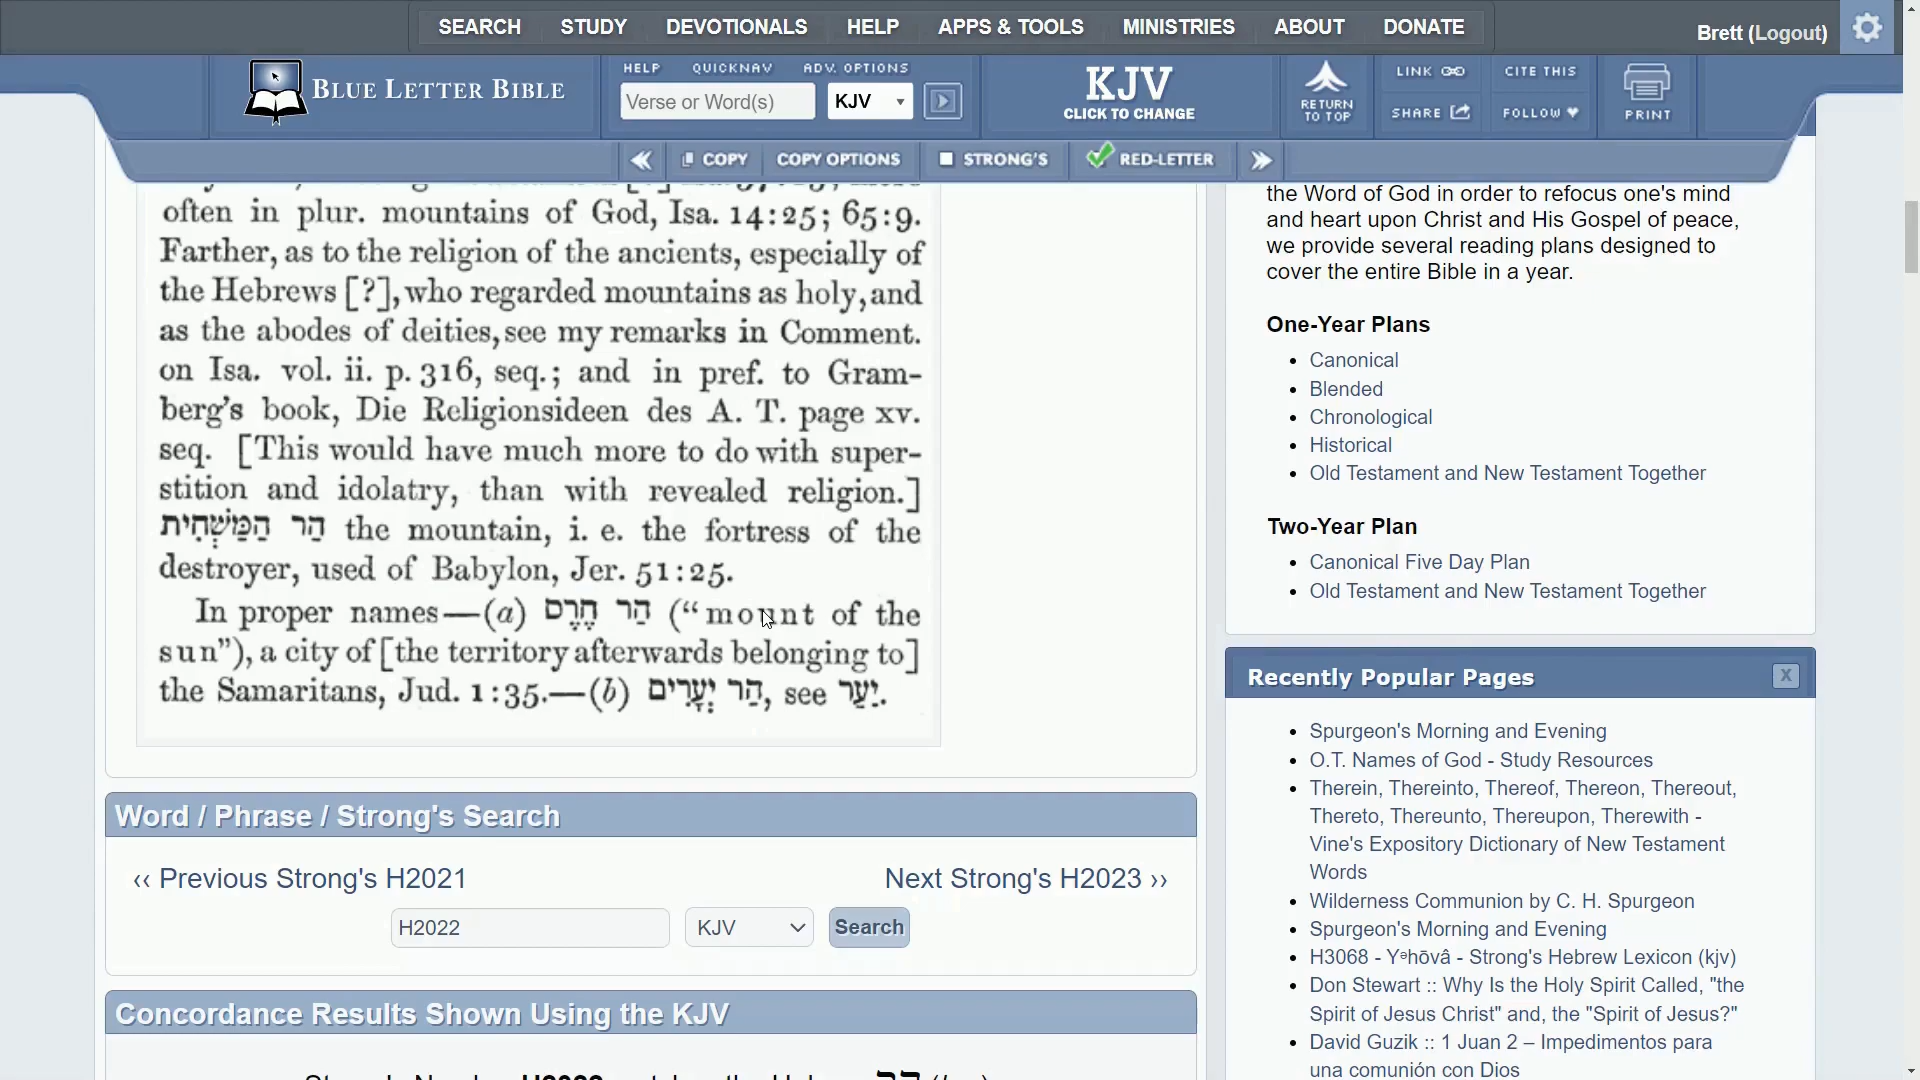 SEARCH STUDY DEVOTIONALS HELP APPS & TOOLS MINISTRIES ABOUT DONATE
Brett (Logout)
BLUE LETTER BIBLE
HELP QUICKNAV ADV. OPTIONS
Verse or Word(s) KJV
KJV
CLICK TO CHANGE
RETURN
TO TOP
LINK CITE THIS
SHARE FOLLOW
PRINT
COPY COPY OPTIONS STRONG'S RED-LETTER
often in plur. mountains of God, Isa. 14:25; 65:9.
Farther, as to the religion of the ancients, especially of
the Hebrews [?], who regarded mountains as holy, and
as the abodes of deities, see my remarks in Comment.
on Isa. vol. ii. p. 316, seq.; and in pref. to Gram-
berg's book, Die Religionsideen des A. T. page xv.
seq. [This would have much more to do with super-
stition and idolatry, than with revealed religion.]
הַר הַמַּשְׁחִית the mountain, i. e. the fortress of the
destroyer, used of Babylon, Jer. 51:25.
In proper names—(a) הַר חֶרֶם ("mount of the
sun"), a city of [the territory afterwards belonging to]
the Samaritans, Jud. 1:35.—(b) הַר יְעָרִים, see יַעַר.
Word / Phrase / Strong's Search
‹‹ Previous Strong's H2021 Next Strong's H2023 ››
H2022 KJV Search
Concordance Results Shown Using the KJV
the Word of God in order to refocus one's mind
and heart upon Christ and His Gospel of peace,
we provide several reading plans designed to
cover the entire Bible in a year.
One-Year Plans
• Canonical
• Blended
• Chronological
• Historical
• Old Testament and New Testament Together
Two-Year Plan
• Canonical Five Day Plan
• Old Testament and New Testament Together
Recently Popular Pages X
• Spurgeon's Morning and Evening
• O.T. Names of God - Study Resources
• Therein, Thereinto, Thereof, Thereon, Thereout,
Thereto, Thereunto, Thereupon, Therewith -
Vine's Expository Dictionary of New Testament
Words
• Wilderness Communion by C. H. Spurgeon
• Spurgeon's Morning and Evening
• H3068 - Yᵊhōvâ - Strong's Hebrew Lexicon (kjv)
• Don Stewart :: Why Is the Holy Spirit Called, "the
Spirit of Jesus Christ" and, the "Spirit of Jesus?"
• David Guzik :: 1 Juan 2 – Impedimentos para
una comunión con Dios